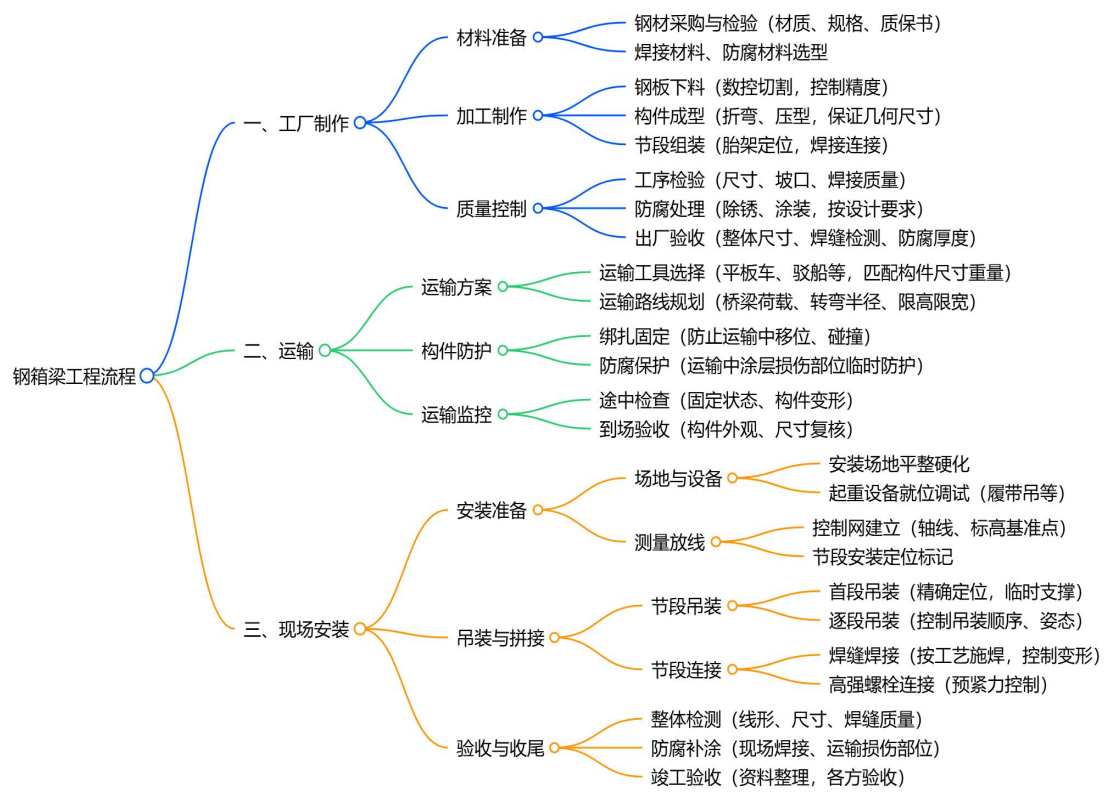 钢箱梁工程流程
一、工厂制作
材料准备
钢材采购与检验（材质、规格、质保书）
焊接材料、防腐材料选型
加工制作
钢板下料（数控切割，控制精度）
构件成型（折弯、压型，保证几何尺寸）
节段组装（胎架定位，焊接连接）
质量控制
工序检验（尺寸、坡口、焊接质量）
防腐处理（除锈、涂装，按设计要求）
出厂验收（整体尺寸、焊缝检测、防腐厚度）
二、运输
运输方案
运输工具选择（平板车、驳船等，匹配构件尺寸重量）
运输路线规划（桥梁荷载、转弯半径、限高限宽）
构件防护
绑扎固定（防止运输中移位、碰撞）
防腐保护（运输中涂层损伤部位临时防护）
运输监控
途中检查（固定状态、构件变形）
到场验收（构件外观、尺寸复核）
三、现场安装
安装准备
场地与设备
安装场地平整硬化
起重设备就位调试（履带吊等）
测量放线
控制网建立（轴线、标高基准点）
节段安装定位标记
吊装与拼接
节段吊装
首段吊装（精确定位，临时支撑）
逐段吊装（控制吊装顺序、姿态）
节段连接
焊缝焊接（按工艺施焊，控制变形）
高强螺栓连接（预紧力控制）
验收与收尾
整体检测（线形、尺寸、焊缝质量）
防腐补涂（现场焊接、运输损伤部位）
竣工验收（资料整理，各方验收）